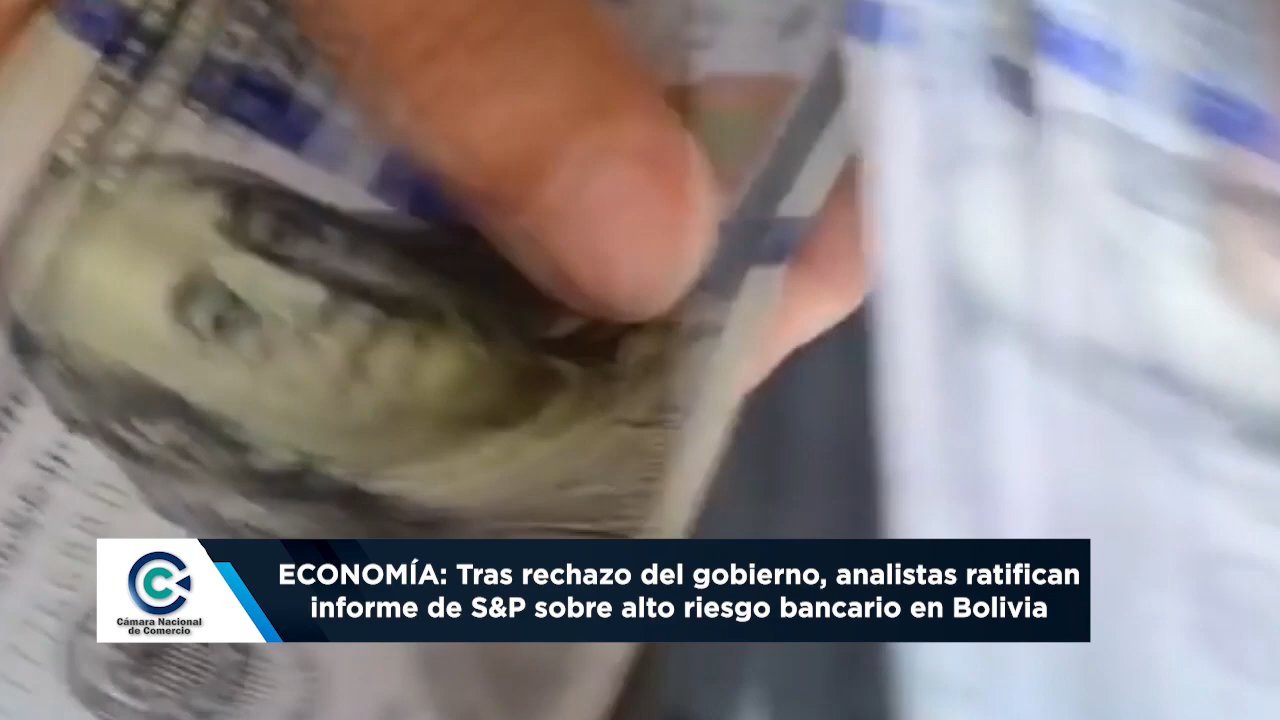 ECONOMÍA: Tras rechazo del gobierno, analistas ratifican
informe de S&P sobre alto riesgo bancario en Bolivia
Cámara Nacional
de Comercio